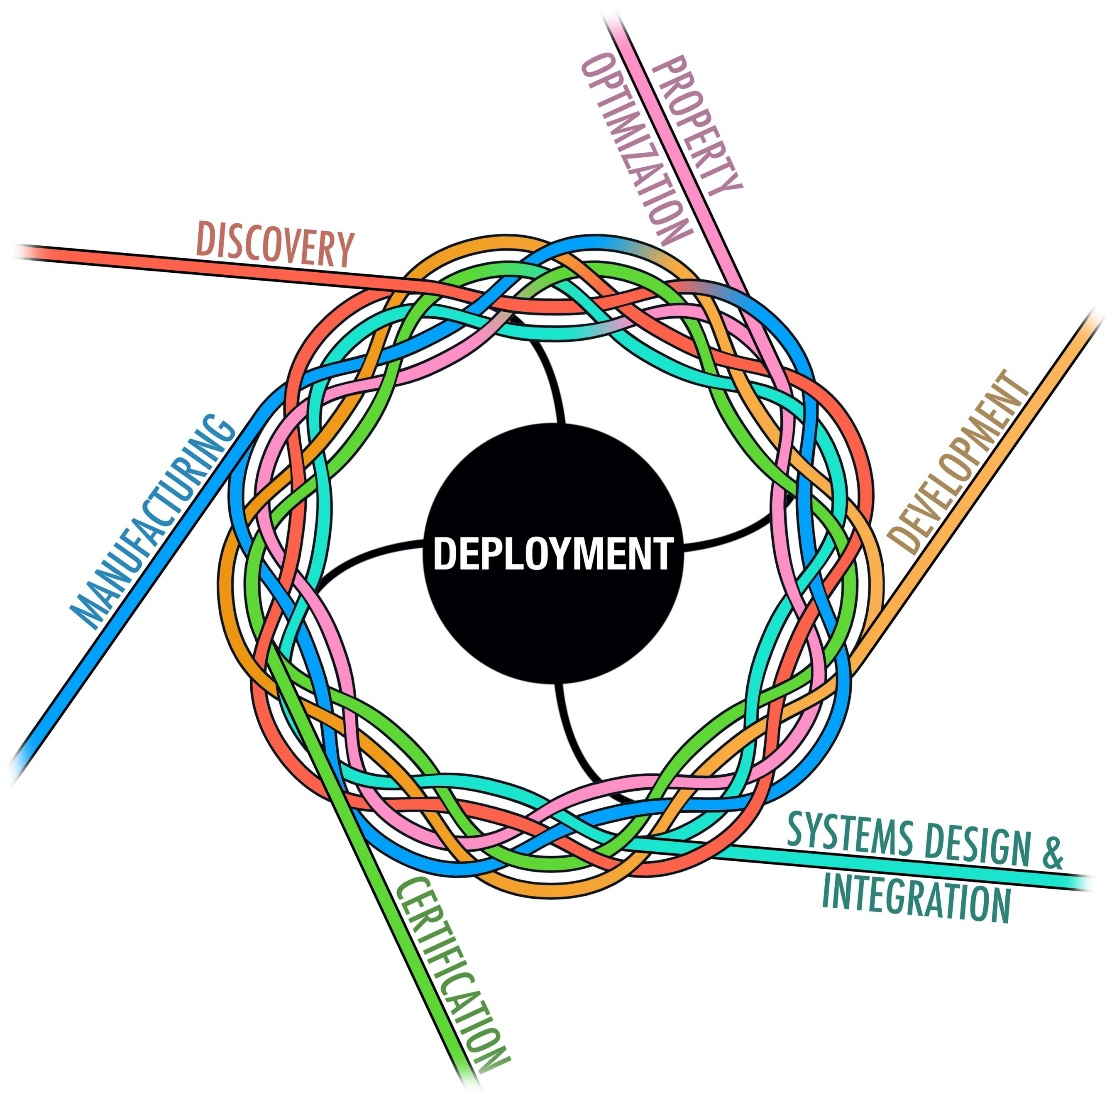 PROPERTY
OPTIMIZATION
DISCOVERY
DEVELOPMENT
MANUFACTURING
DEPLOYMENT
SYSTEMS DESIGN &
INTEGRATION
CERTIFICATION